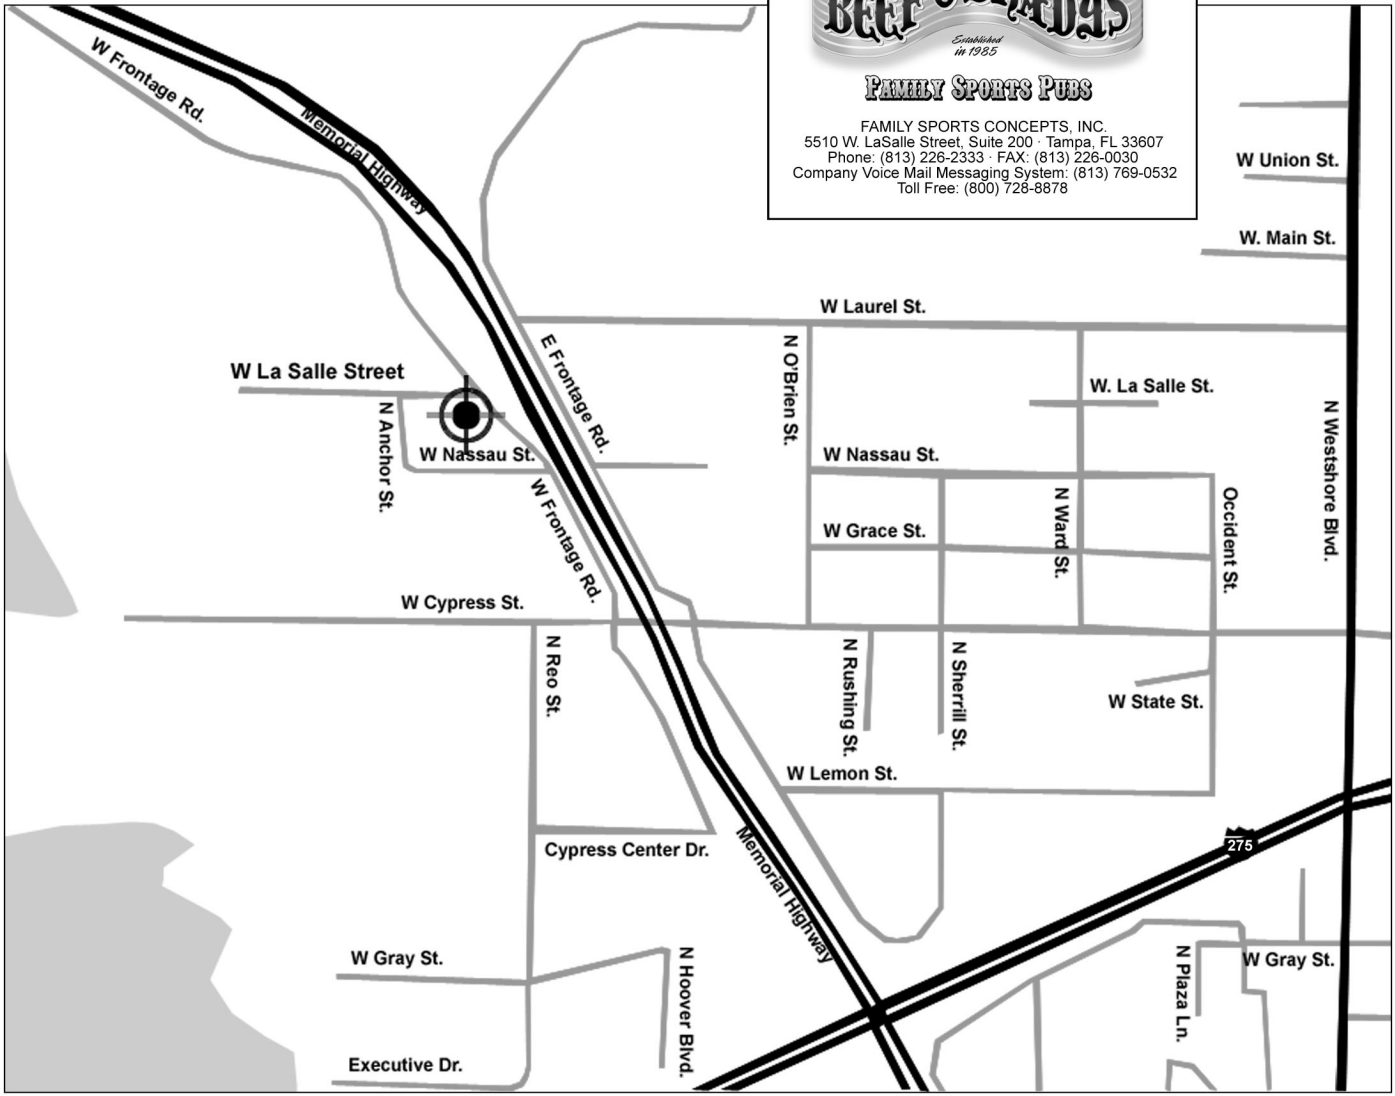 BEEF
Established
in 1985
FAMILY SPORTS PUBS
FAMILY SPORTS CONCEPTS, INC.
5510 W. LaSalle Street, Suite 200 · Tampa, FL 33607
Phone: (813) 226-2333 · FAX: (813) 226-0030
Company Voice Mail Messaging System: (813) 769-0532
Toll Free: (800) 728-8878
W Frontage Rd.
Memorial Highway
W Union St.
W. Main St.
W Laurel St.
N O'Brien St.
E Frontage Rd.
W La Salle Street
W. La Salle St.
N Anchor St.
N Westshore Blvd.
W Nassau St.
W Nassau St.
W Frontage Rd.
N Ward St.
Occident St.
W Grace St.
W Cypress St.
N Reo St.
N Rushing St.
N Sherrill St.
W State St.
W Lemon St.
Cypress Center Dr.
Memorial Highway
275
W Gray St.
N Hoover Blvd.
N Plaza Ln.
W Gray St.
Executive Dr.